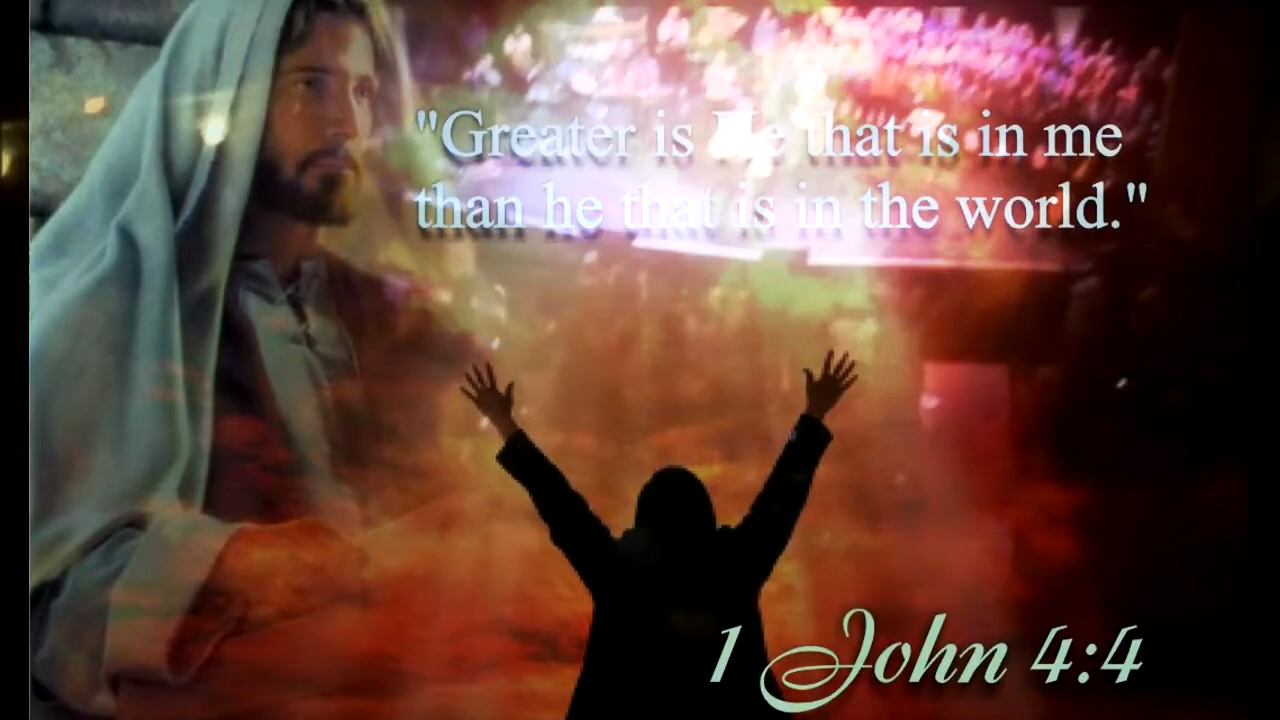 "Greater is He that is in me
than he that is in the world."
1 John 4:4